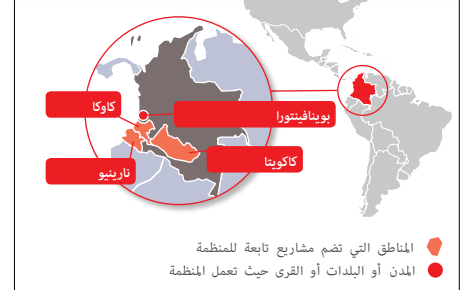 كاوكا
بوينافينتورا
كاكويتا
نارينيو
المناطق التي تضم مشاريع تابعة للمنظمة
المدن أو البلدات أو القرى حيث تعمل المنظمة